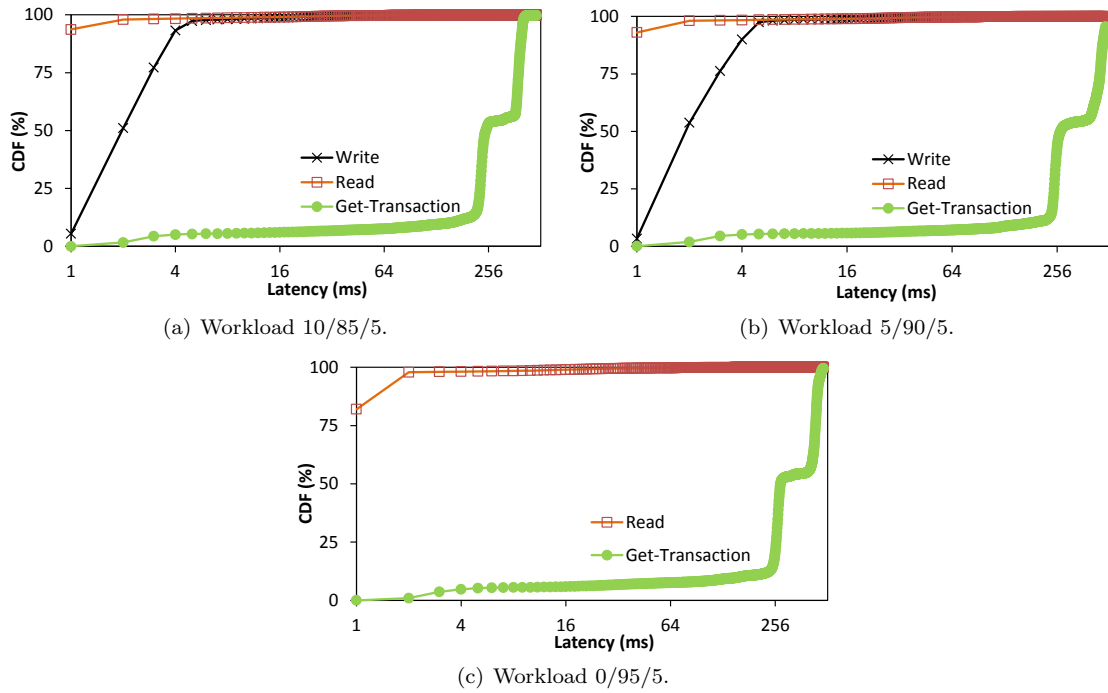 100
75
50
25
0
CDF (%)
Write
Read
Get-Transaction
1 4 16 64 256
Latency (ms)
(a) Workload 10/85/5.
100
75
50
25
0
CDF (%)
Write
Read
Get-Transaction
1 4 16 64 256
Latency (ms)
(b) Workload 5/90/5.
100
75
50
25
0
CDF (%)
Read
Get-Transaction
1 4 16 64 256
Latency (ms)
(c) Workload 0/95/5.